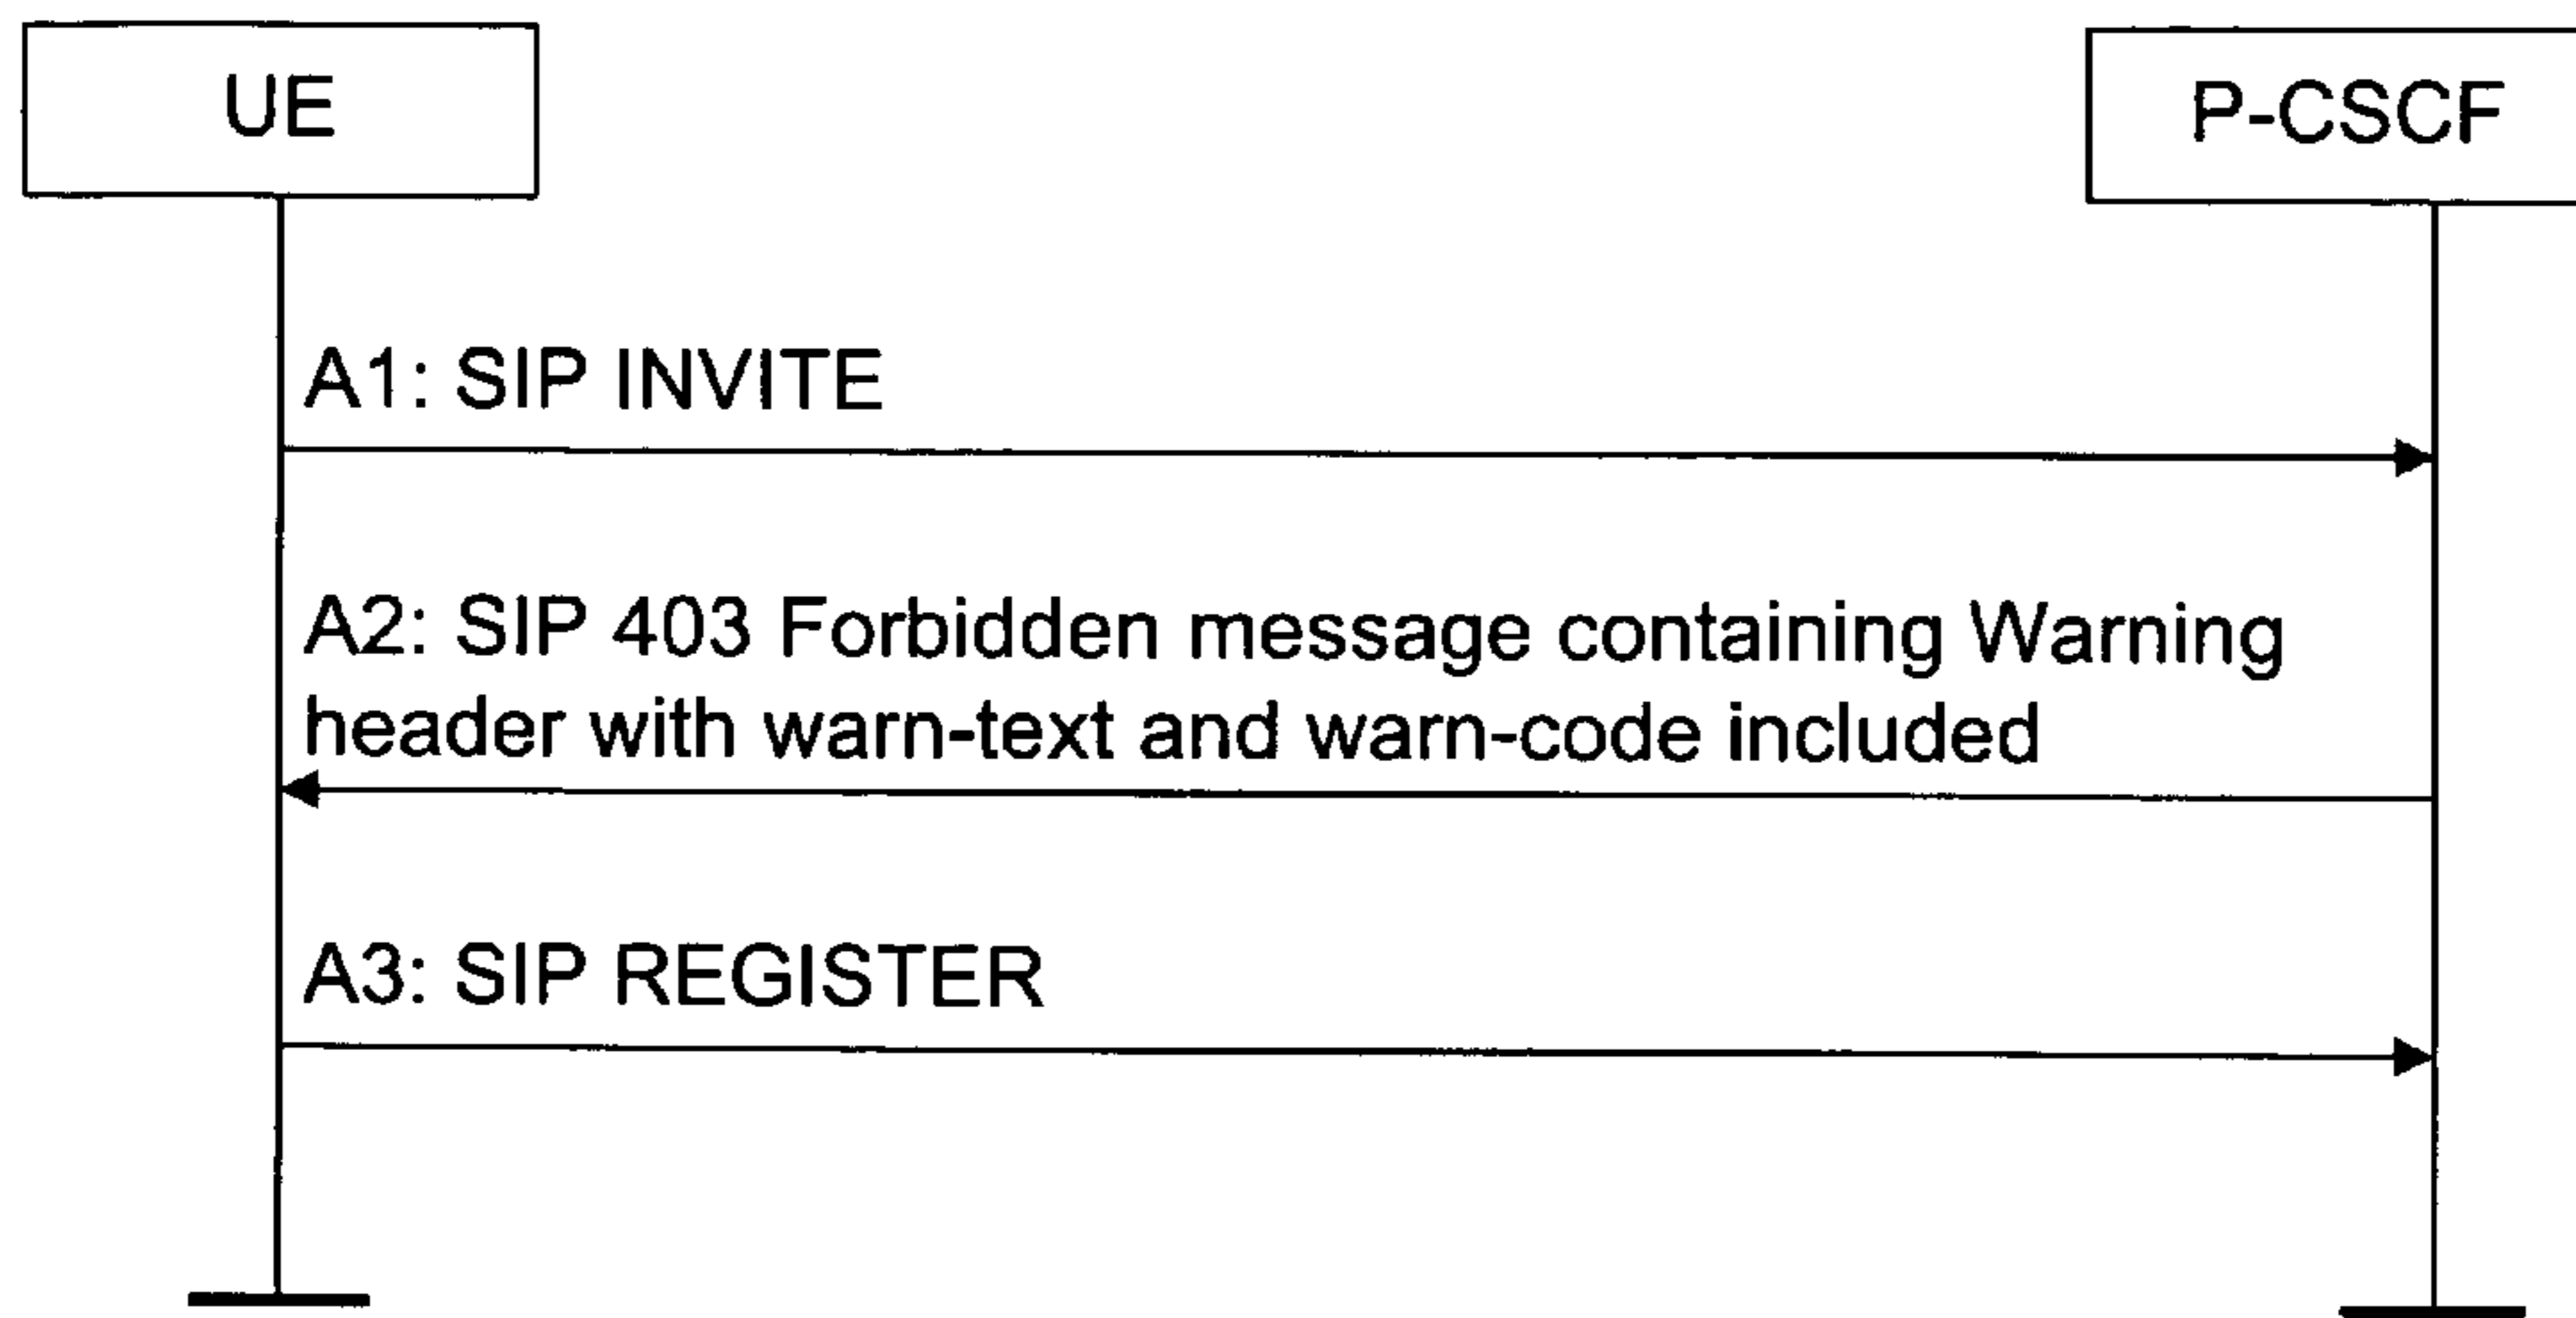 UE
P-CSCF
A1: SIP INVITE
A2: SIP 403 Forbidden message containing Warning
header with warn-text and warn-code included
A3: SIP REGISTER